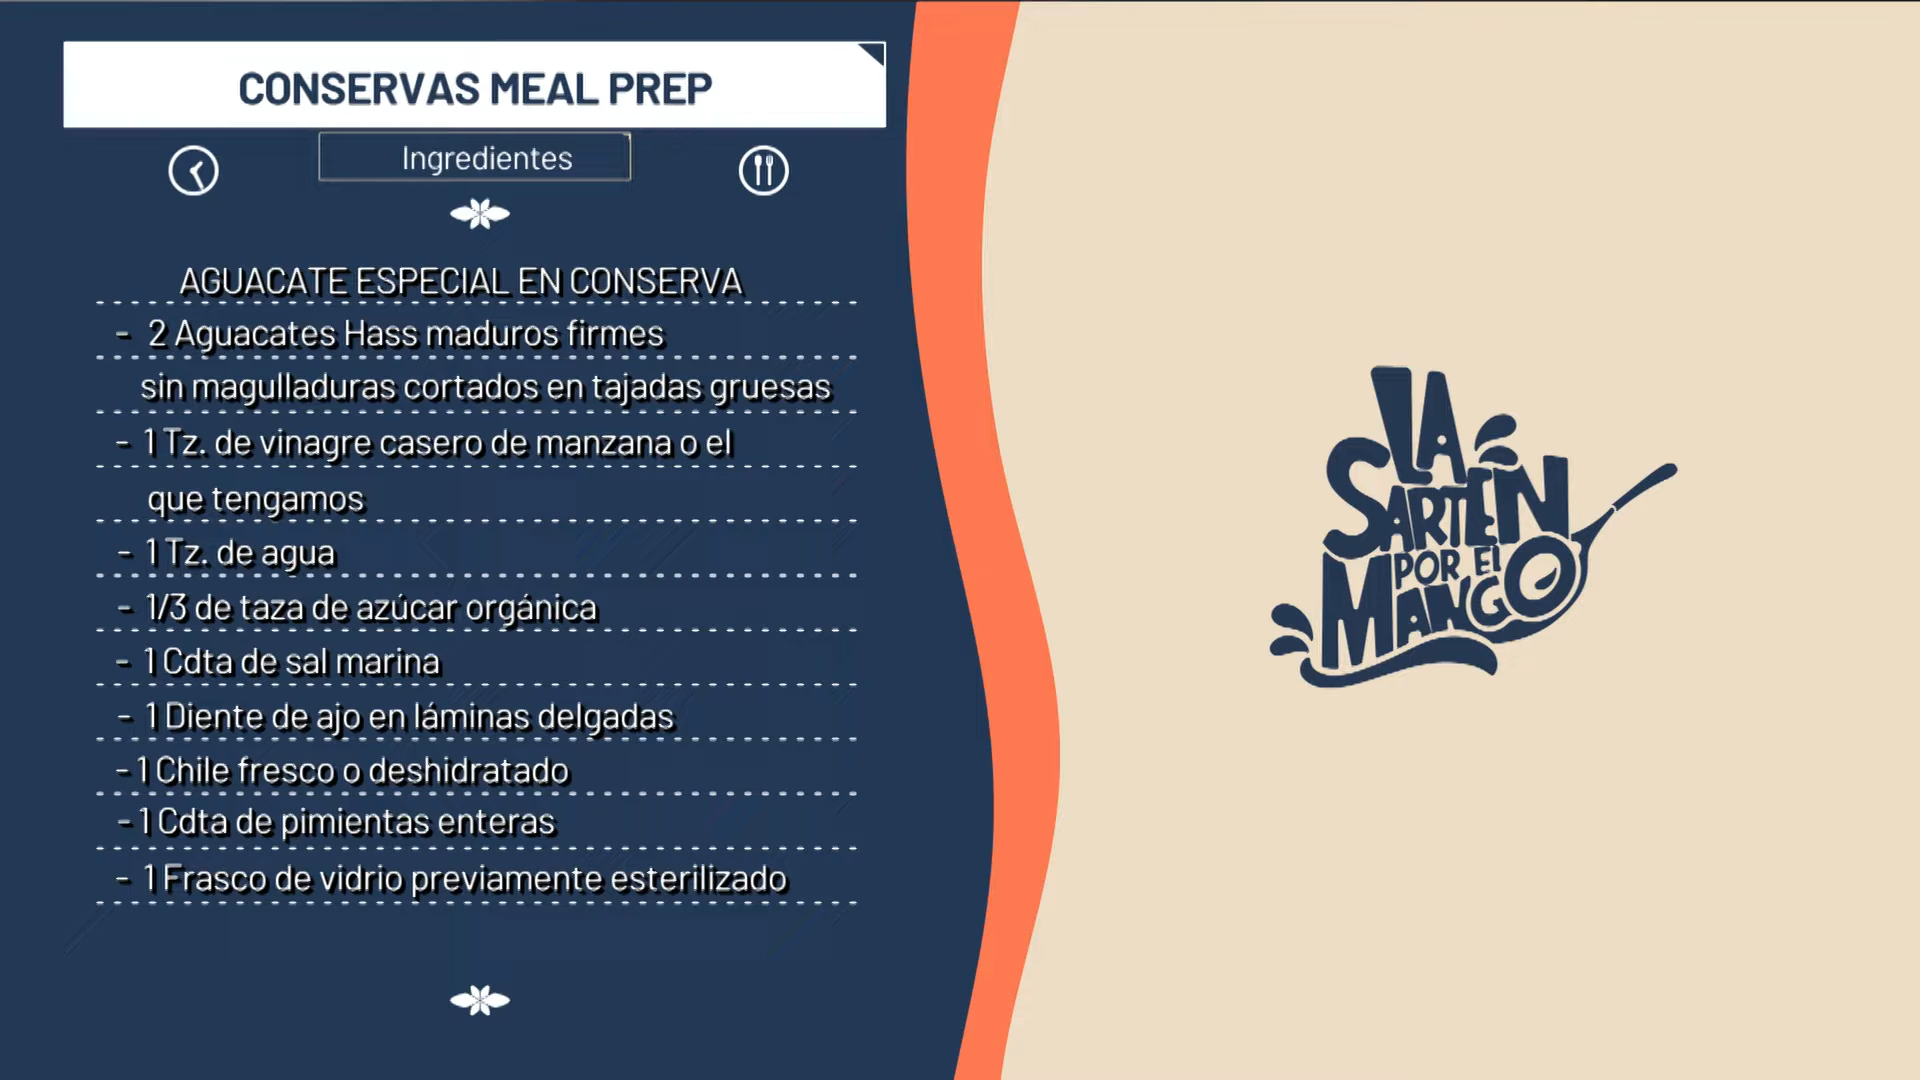 CONSERVAS MEAL PREP
Ingredientes
AGUACATE ESPECIAL EN CONSERVA
- 2 Aguacates Hass maduros firmes
sin magulladuras cortados en tajadas gruesas
- 1 Tz. de vinagre casero de manzana o el
que tengamos
- 1 Tz. de agua
- 1/3 de taza de azúcar orgánica
- 1 Cdta de sal marina
- 1 Diente de ajo en láminas delgadas
- 1 Chile fresco o deshidratado
- 1 Cdta de pimientas enteras
- 1 Frasco de vidrio previamente esterilizado
LA
SARTÉN
POR El
MANGO